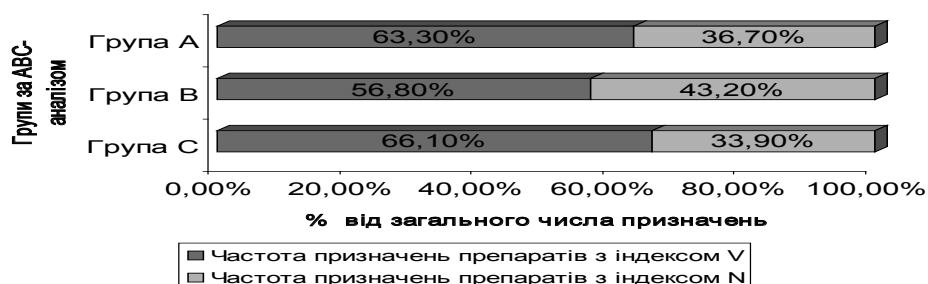 Групи за АВС-
аналізом
Група А
63,30% 36,70%
Група В
56,80% 43,20%
Група С
66,10% 33,90%
0,00% 20,00% 40,00% 60,00% 80,00% 100,00%
% від загального числа призначень
Частота призначень препаратів з індексом V
Частота призначень препаратів з індексом N